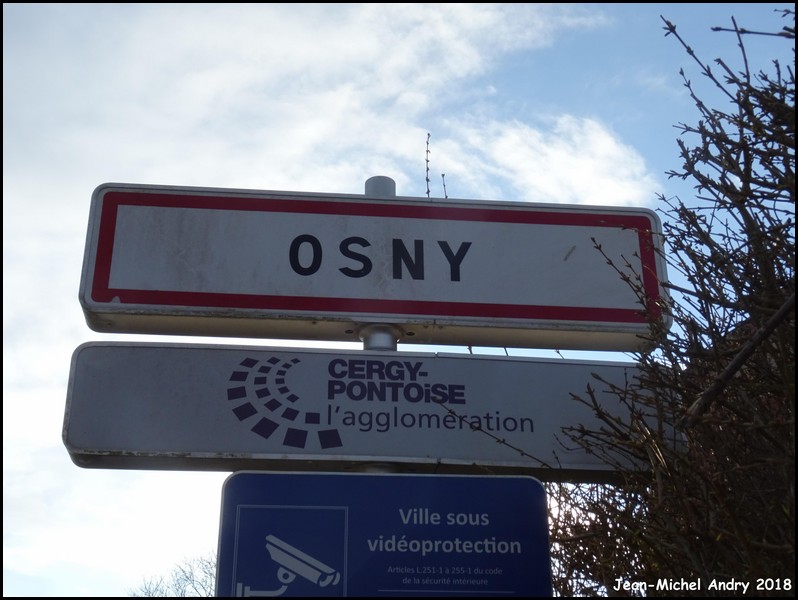 OSNY
CERGY-
PONTOiSE
l'agglomération
Ville sous
vidéoprotection
Articles L.251-1 à 255-1 du code
de la sécurité intérieure
Jean-Michel Andry 2018